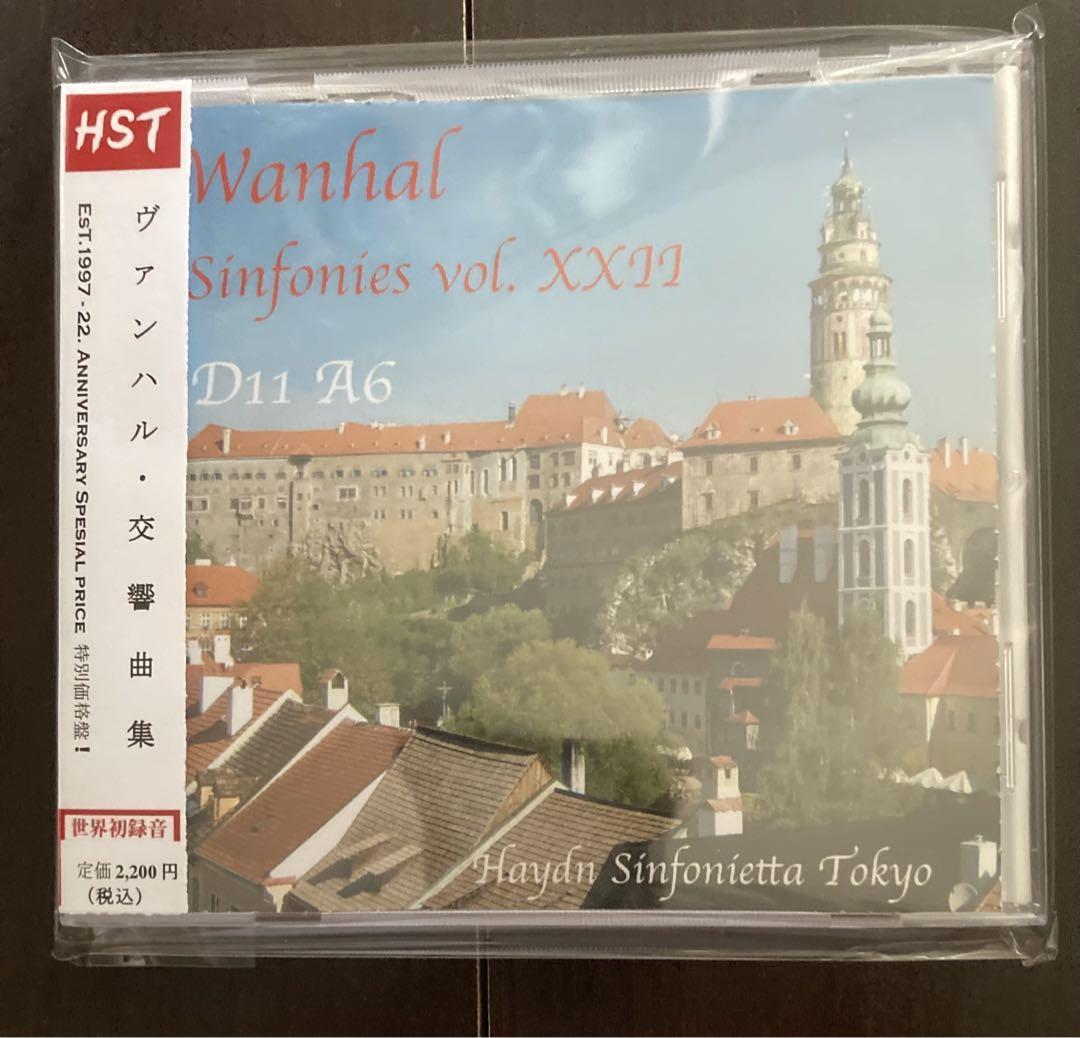 HST
ヴァンハル・交響曲集
EST.1997-22. ANNIVERSARY SPESIAL PRICE 特別価格盤!
世界初録音
定価2,200円
(税込)
Wanhal
Sinfonies vol. XXII
D11 A6
Haydn Sinfonietta Tokyo